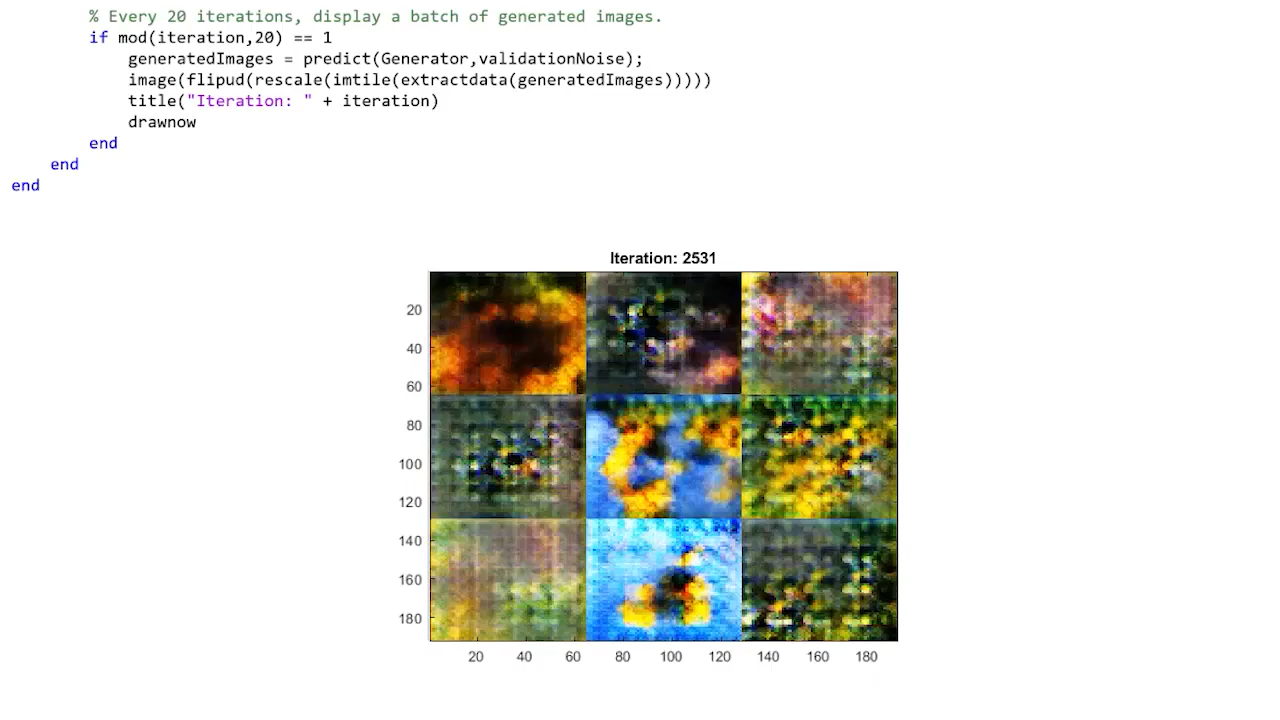 % Every 20 iterations, display a batch of generated images.
if mod(iteration,20) == 1
generatedImages = predict(Generator,validationNoise);
image(flipud(rescale(imtile(extractdata(generatedImages)))))
title("Iteration: " + iteration)
drawnow
end
end
end
Iteration: 2531
20
40
60
80
100
120
140
160
180
20 40 60 80 100 120 140 160 180